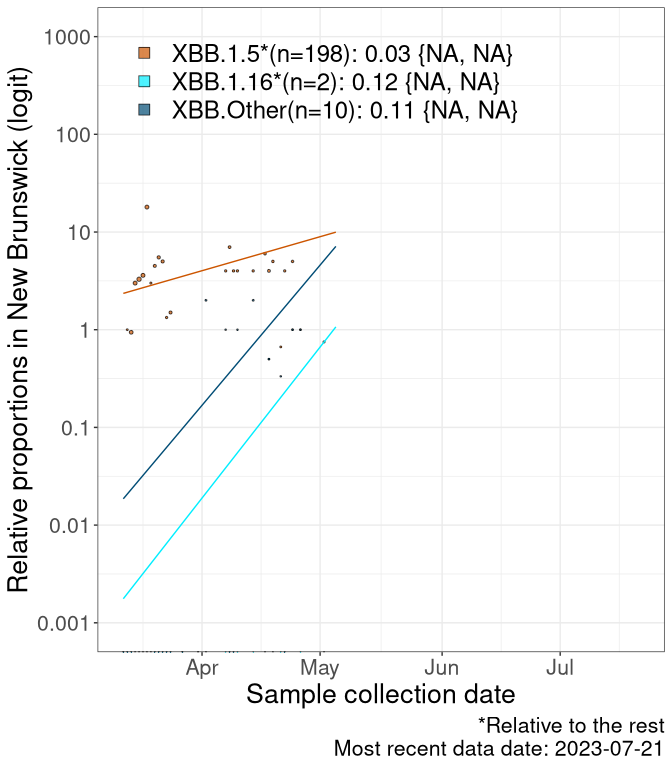 XBB.1.5*(n=198): 0.03 {NA, NA}
XBB.1.16*(n=2): 0.12 {NA, NA}
XBB.Other(n=10): 0.11 {NA, NA}
Relative proportions in New Brunswick (logit)
1000
100
10
1
0.1
0.01
0.001
Apr May Jun Jul
Sample collection date
*Relative to the rest
Most recent data date: 2023-07-21